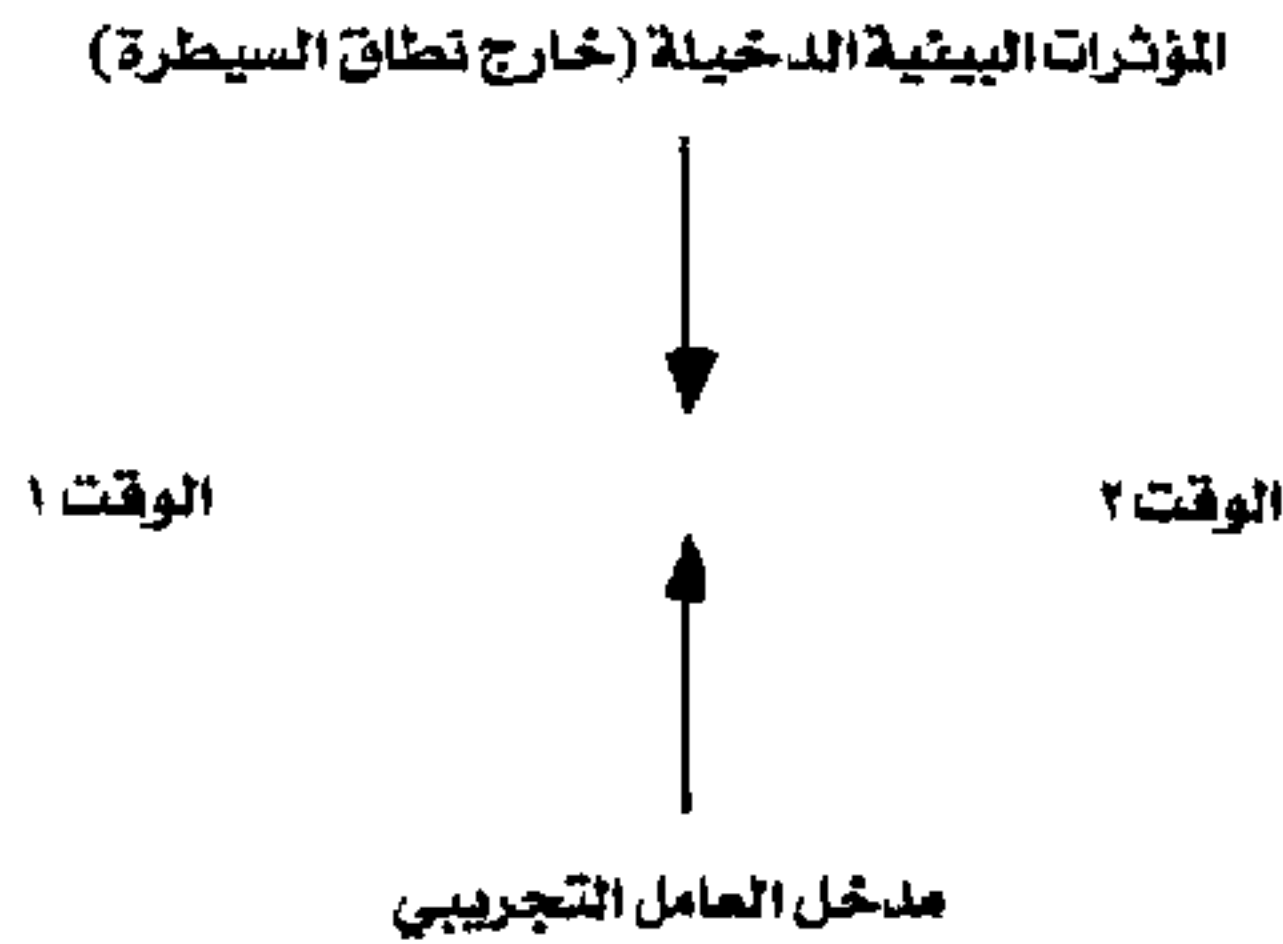 المؤثرات البيئية الدخيلة (خارج نطاق السيطرة)
الوقت ٢
الوقت ١
مدخل العامل التجريبي